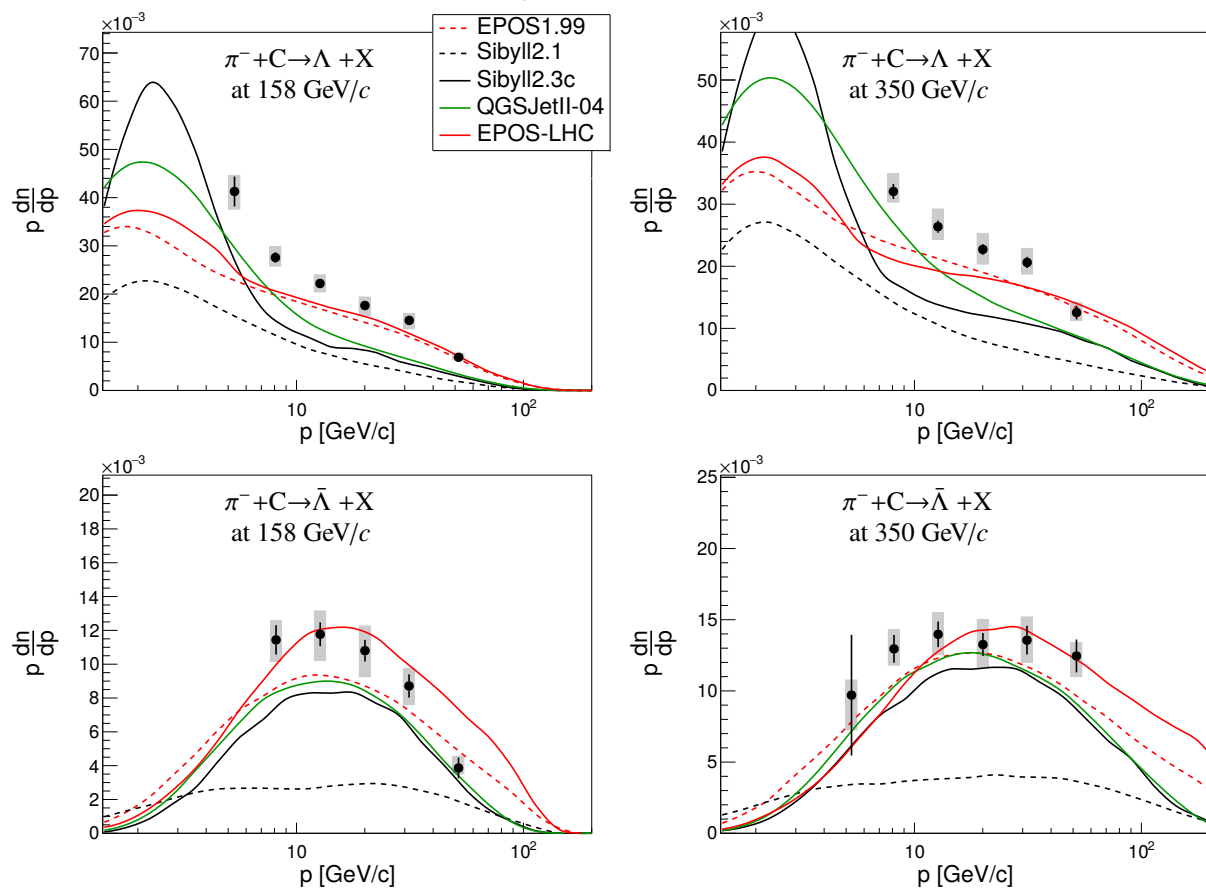 ×10⁻³
π⁻+C→Λ +X
at 158 GeV/c
EPOS1.99
Sibyll2.1
Sibyll2.3c
QGSJetII-04
EPOS-LHC
p dn/dp
70
60
50
40
30
20
10
0
10
10²
p [GeV/c]
×10⁻³
π⁻+C→Λ +X
at 350 GeV/c
p dn/dp
50
40
30
20
10
0
10
10²
p [GeV/c]
×10⁻³
π⁻+C→Λ̄ +X
at 158 GeV/c
p dn/dp
20
18
16
14
12
10
8
6
4
2
0
10
10²
p [GeV/c]
×10⁻³
π⁻+C→Λ̄ +X
at 350 GeV/c
p dn/dp
25
20
15
10
5
0
10
10²
p [GeV/c]